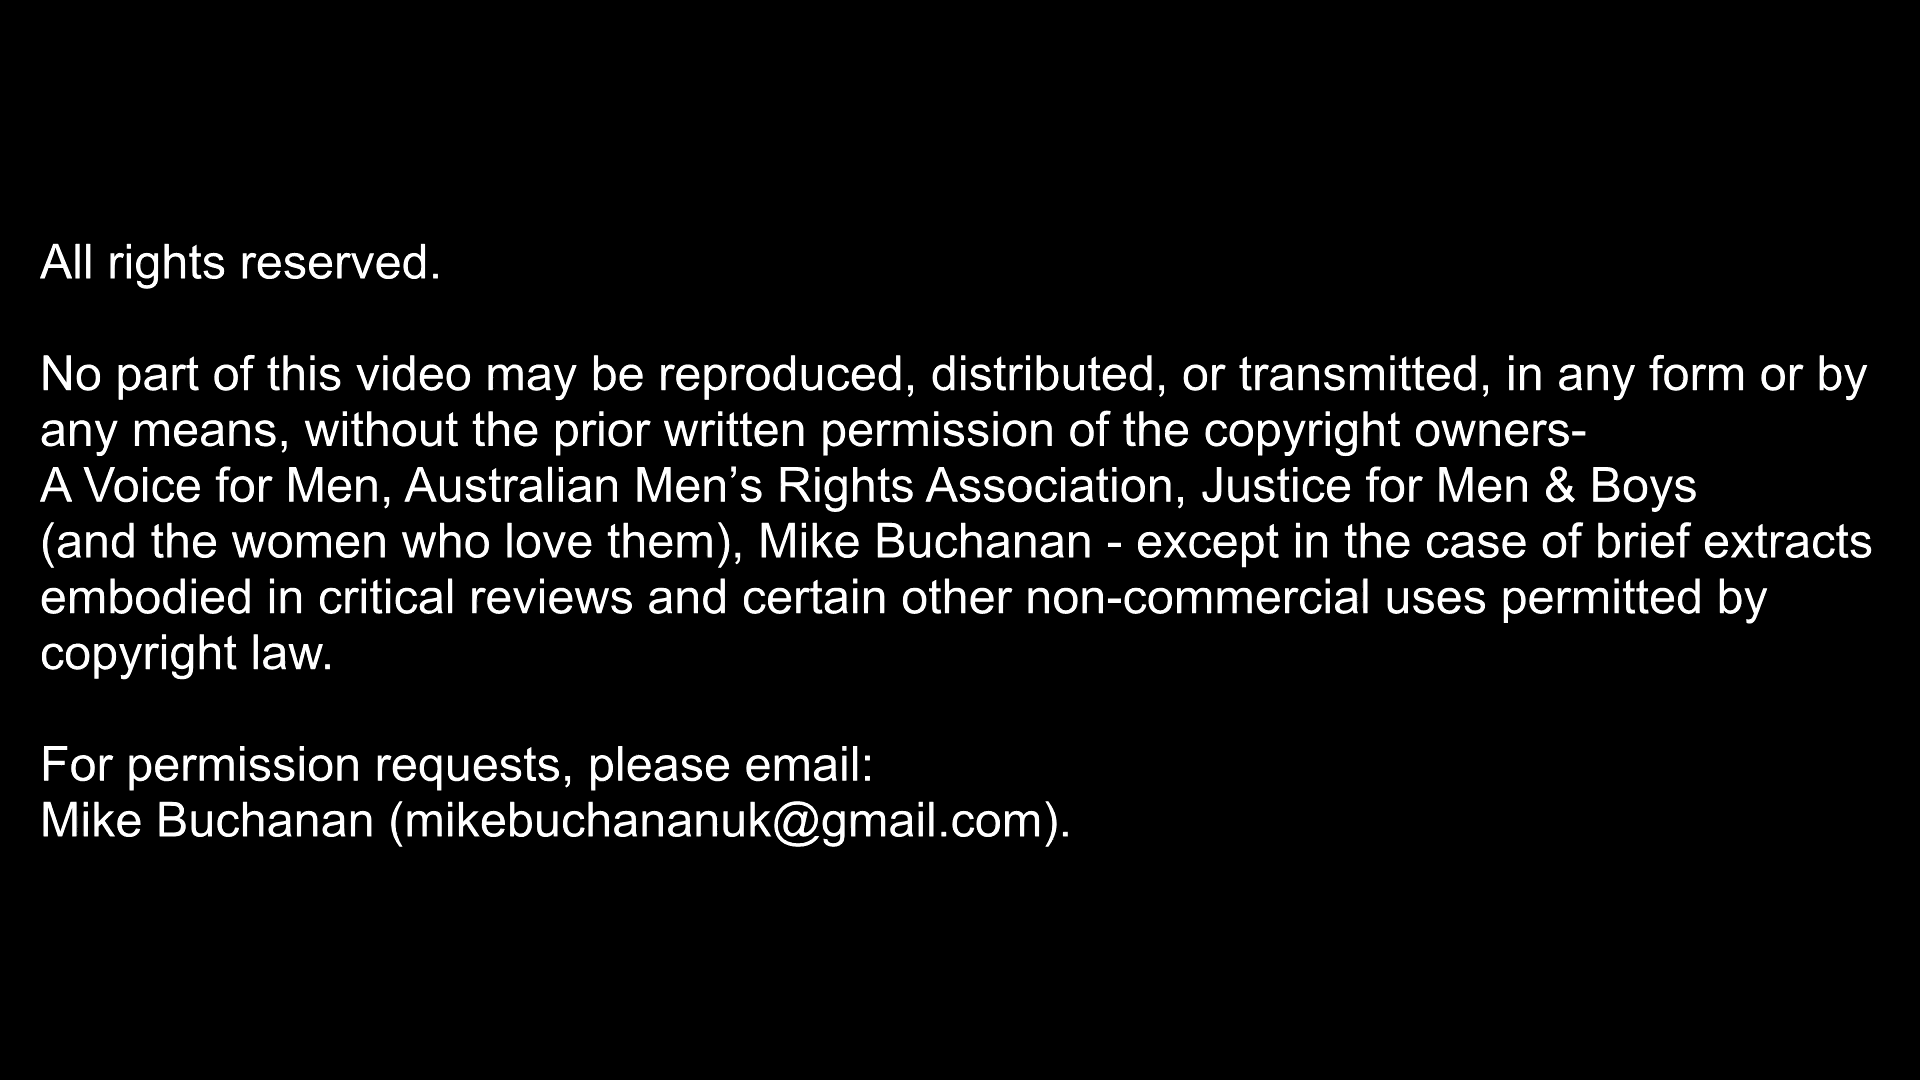 All rights reserved.
No part of this video may be reproduced, distributed, or transmitted, in any form or by
any means, without the prior written permission of the copyright owners-
A Voice for Men, Australian Men’s Rights Association, Justice for Men & Boys
(and the women who love them), Mike Buchanan - except in the case of brief extracts
embodied in critical reviews and certain other non-commercial uses permitted by
copyright law.
For permission requests, please email:
Mike Buchanan (mikebuchananuk@gmail.com).